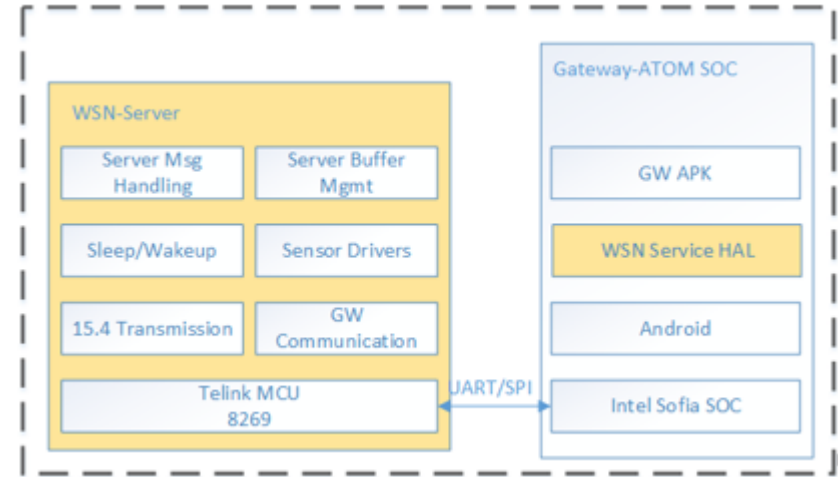 WSN-Server
Server Msg
Handling
Server Buffer
Mgmt
Sleep/Wakeup
Sensor Drivers
15.4 Transmission
GW
Communication
Telink MCU
8269
UART/SPI
Gateway-ATOM SOC
GW APK
WSN Service HAL
Android
Intel Sofia SOC